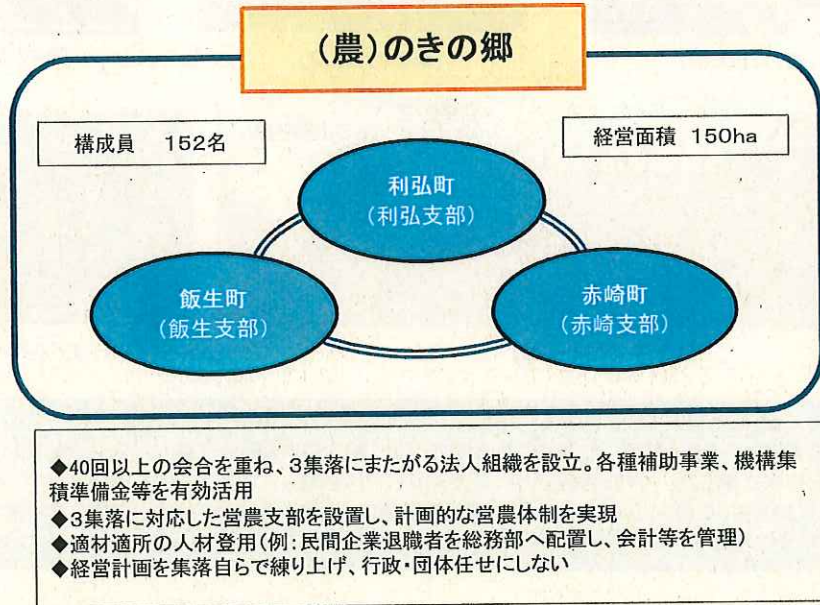 (農)のきの郷
構成員 152名
経営面積 150ha
利弘町
(利弘支部)
飯生町
(飯生支部)
赤崎町
(赤崎支部)
◆40回以上の会合を重ね、3集落にまたがる法人組織を設立。各種補助事業、機構集
積準備金等を有効活用
◆3集落に対応した営農支部を設置し、計画的な営農体制を実現
◆適材適所の人材登用(例:民間企業退職者を総務部へ配置し、会計等を管理)
◆経営計画を集落自らで練り上げ、行政・団体任せにしない